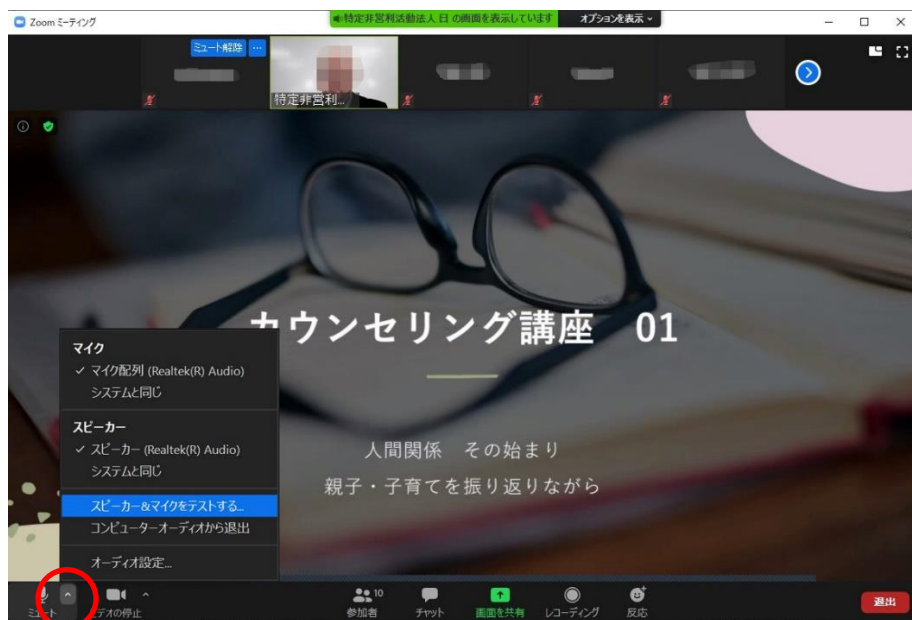 Zoom ミーティング
特定非営利活動法人 日 の画面を表示しています
オプションを表示
ミュート解除 ...
特定非営利...
カウンセリング講座 01
人間関係 その始まり
親子・子育てを振り返りながら
マイク
✓ マイク配列 (Realtek(R) Audio)
システムと同じ
スピーカー
✓ スピーカー (Realtek(R) Audio)
システムと同じ
スピーカー&マイクをテストする...
コンピューターオーディオから退出
オーディオ設定...
ミュート
デオの停止
10
参加者
チャット
画面を共有
レコーディング
反応
退出